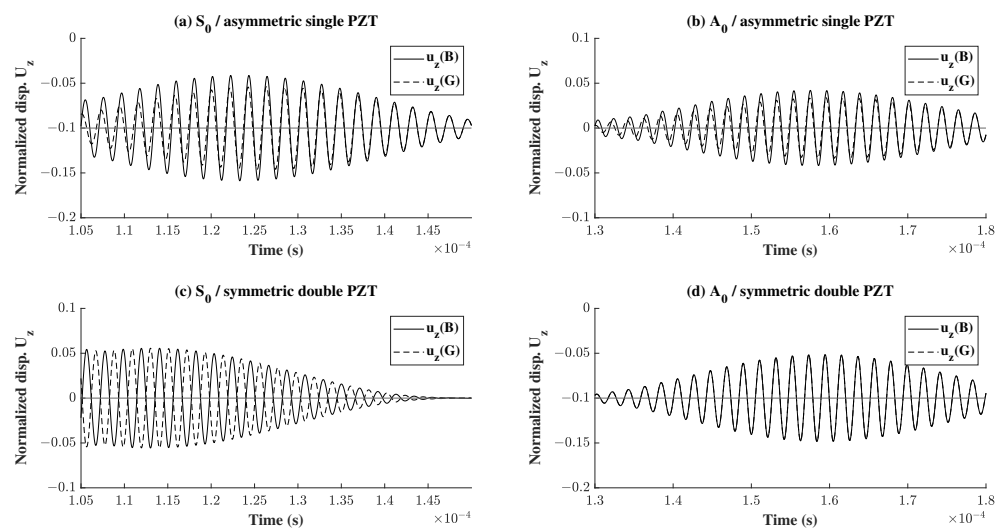 (a) S0 / asymmetric single PZT
0
−0.05
−0.1
−0.15
−0.2
Normalized disp. Uz
uz(B)
uz(G)
1.05 1.1 1.15 1.2 1.25 1.3 1.35 1.4 1.45
×10−4
Time (s)
(b) A0 / asymmetric single PZT
0.1
0.05
0
−0.05
−0.1
Normalized disp. Uz
uz(B)
uz(G)
1.3 1.4 1.5 1.6 1.7 1.8
×10−4
Time (s)
(c) S0 / symmetric double PZT
0.1
0.05
0
−0.05
−0.1
Normalized disp. Uz
uz(B)
uz(G)
1.05 1.1 1.15 1.2 1.25 1.3 1.35 1.4 1.45
×10−4
Time (s)
(d) A0 / symmetric double PZT
0
−0.05
−0.1
−0.15
−0.2
Normalized disp. Uz
uz(B)
uz(G)
1.3 1.4 1.5 1.6 1.7 1.8
×10−4
Time (s)